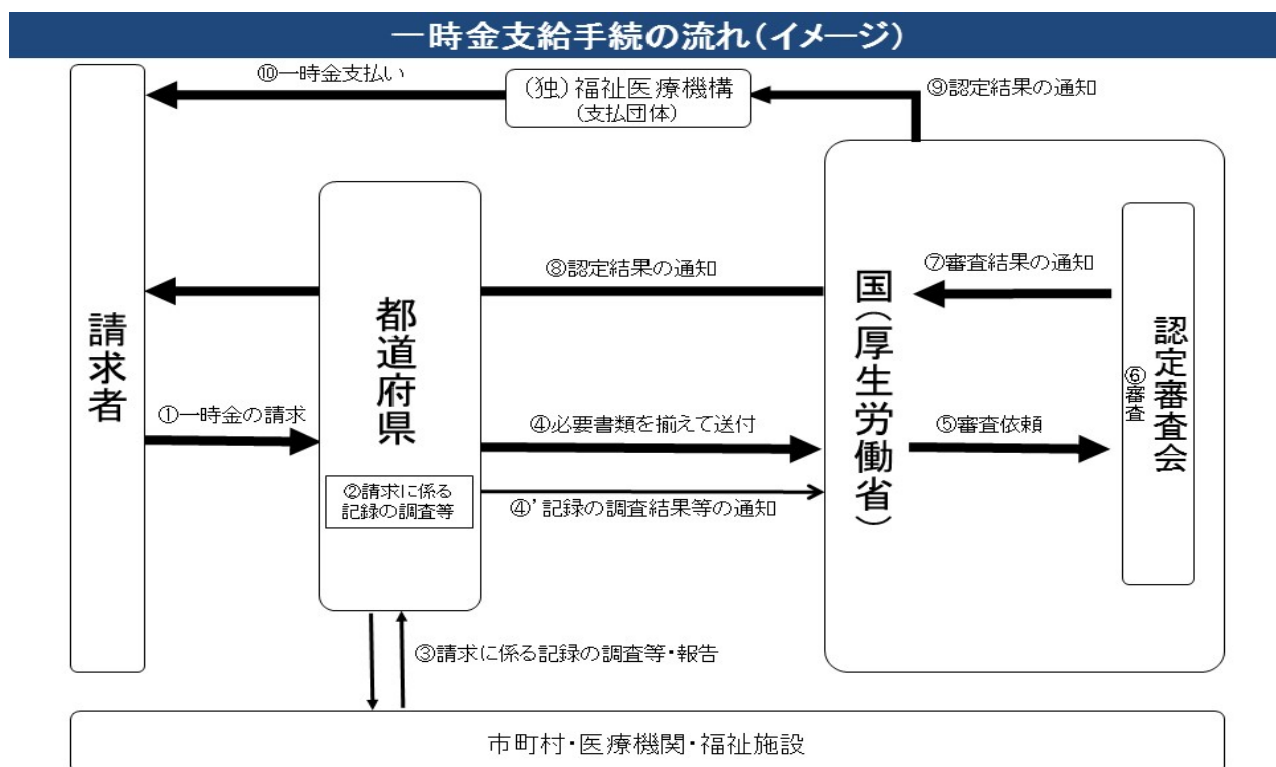 一時金支給手続の流れ(イメージ)
⑩一時金支払い
(独)福祉医療機構
(支払団体)
⑨認定結果の通知
請求者
都道府県
⑧認定結果の通知
国(厚生労働省)
⑦審査結果の通知
認定審査会
⑥審査
①一時金の請求
④必要書類を揃えて送付
⑤審査依頼
②請求に係る
記録の調査等
④’記録の調査結果等の通知
③請求に係る記録の調査等・報告
市町村・医療機関・福祉施設